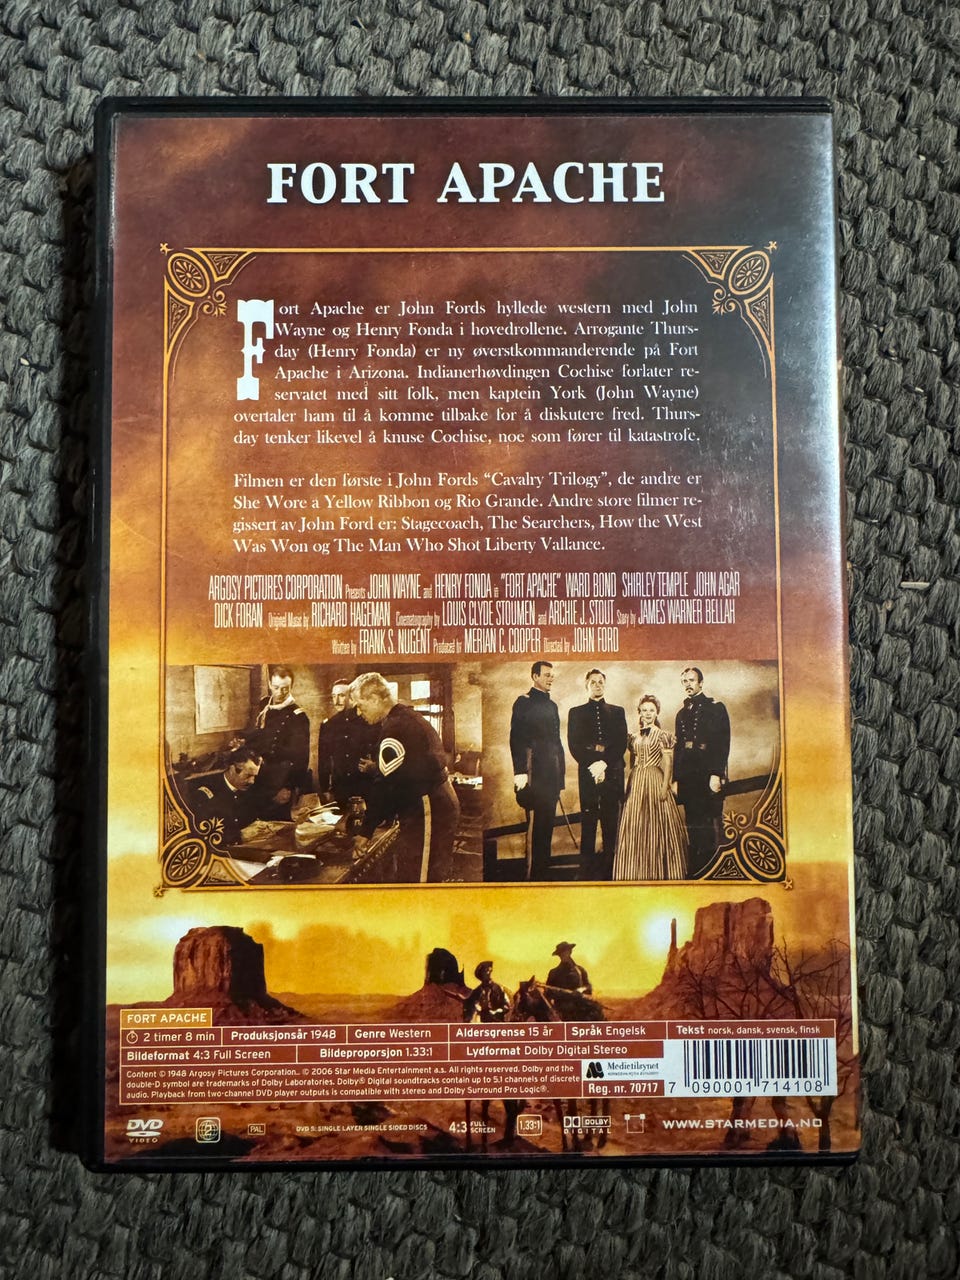 FORT APACHE
Fort Apache er John Fords hyllede western med John
Wayne og Henry Fonda i hovedrollene. Arrogante Thurs-
day (Henry Fonda) er ny øverstkommanderende på Fort
Apache i Arizona. Indianerhøvdingen Cochise forlater re-
servatet med sitt folk, men kaptein York (John Wayne)
overtaler ham til å komme tilbake for å diskutere fred. Thurs-
day tenker likevel å knuse Cochise, noe som fører til katastrofe.
Filmen er den første i John Fords "Cavalry Trilogy", de andre er
She Wore a Yellow Ribbon og Rio Grande. Andre store filmer re-
gissert av John Ford er: Stagecoach, The Searchers, How the West
Was Won og The Man Who Shot Liberty Vallance.
ARGOSY PICTURES CORPORATION Presents JOHN WAYNE and HENRY FONDA in "FORT APACHE" WARD BOND SHIRLEY TEMPLE JOHN AGAR
DICK FORAN Original Music by RICHARD HAGEMAN Cinematography by LOUIS CLYDE STOUMEN and ARCHIE J. STOUT Story by JAMES WARNER BELLAH
Written by FRANK S. NUGENT Produced by MERIAN C. COOPER Directed by JOHN FORD
FORT APACHE
2 timer 8 min Produksjonsår 1948 Genre Western Aldersgrense 15 år Språk Engelsk Tekst norsk, dansk, svensk, finsk
Bildeformat 4:3 Full Screen Bildeproporsjon 1.33:1 Lydformat Dolby Digital Stereo
Content © 1948 Argosy Pictures Corporation.. © 2006 Star Media Entertainment a.s. All rights reserved. Dolby and the
double-D symbol are trademarks of Dolby Laboratories. Dolby® Digital soundtracks contain up to 5.1 channels of discrete
audio. Playback from two-channel DVD player outputs is compatible with stereo and Dolby Surround Pro Logic®.
Medietilsynet
Reg. nr. 70717
7 090001 714108
DVD VIDEO PAL DVD 5: SINGLE LAYER SINGLE SIDED DISCS 4:3 FULL SCREEN 1.33:1 DOLBY DIGITAL WWW.STARMEDIA.NO